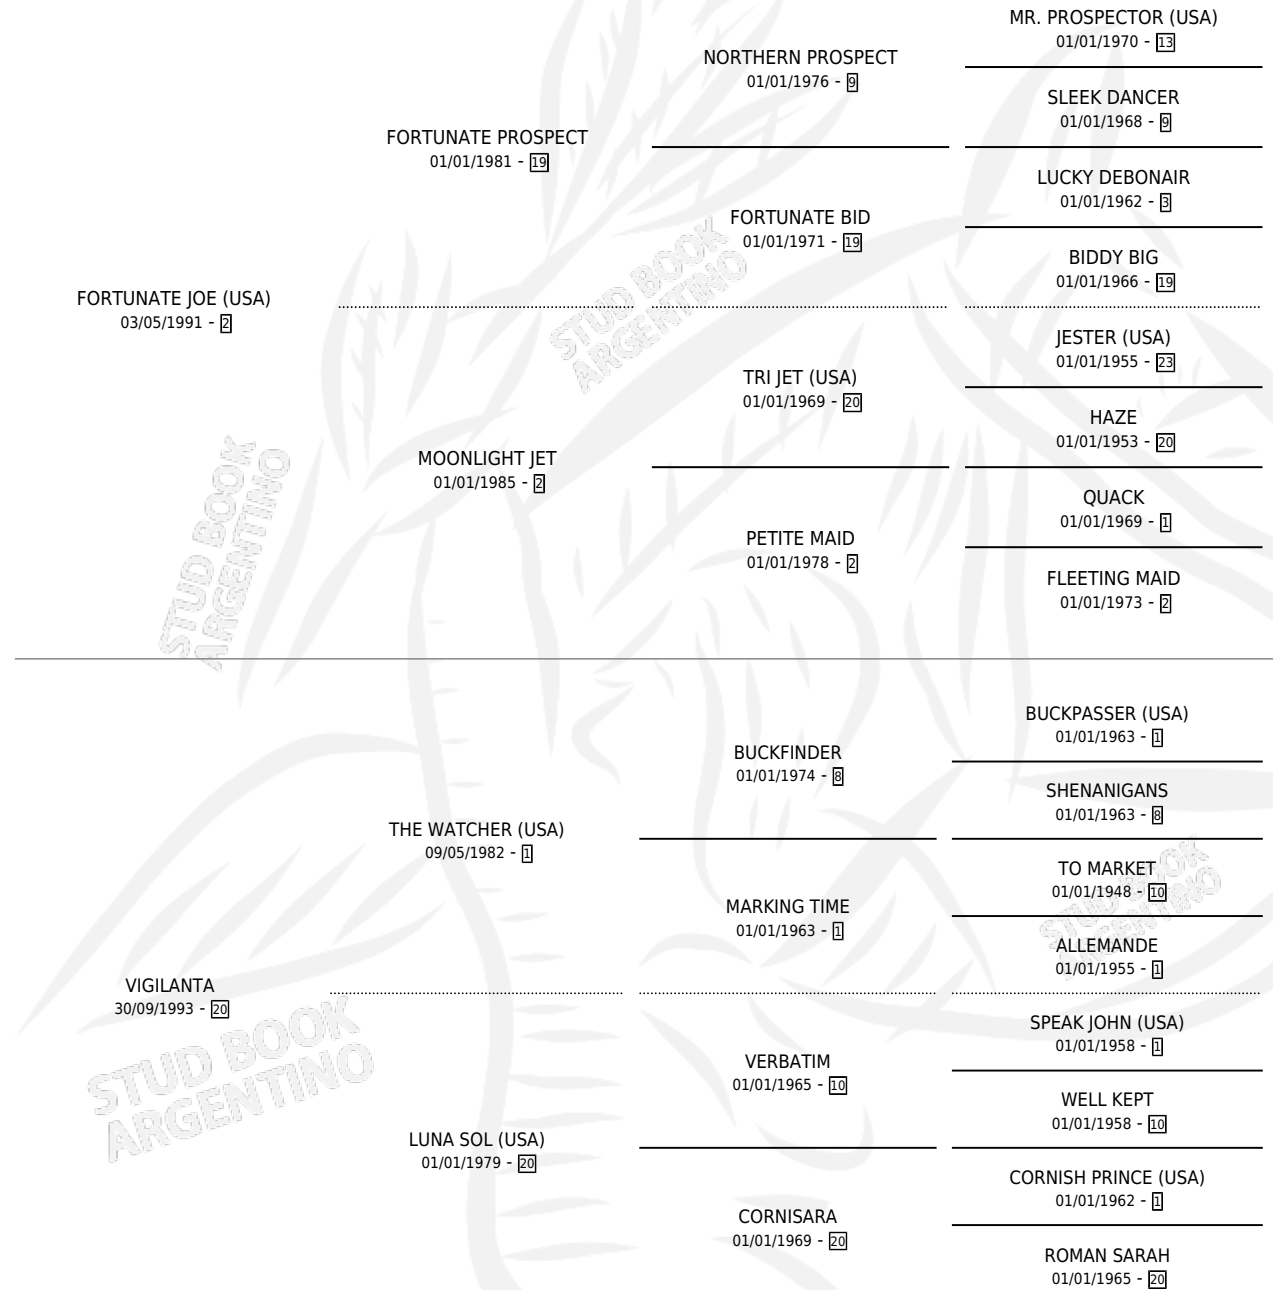 MR. PROSPECTOR (USA)
01/01/1970 - 13
NORTHERN PROSPECT
01/01/1976 - 9
SLEEK DANCER
01/01/1968 - 9
FORTUNATE PROSPECT
01/01/1981 - 19
LUCKY DEBONAIR
01/01/1962 - 3
FORTUNATE BID
01/01/1971 - 19
BIDDY BIG
01/01/1966 - 19
FORTUNATE JOE (USA)
03/05/1991 - 2
STUD BOOK
ARGENTINO
JESTER (USA)
01/01/1955 - 23
TRI JET (USA)
01/01/1969 - 20
HAZE
01/01/1953 - 20
MOONLIGHT JET
01/01/1985 - 2
QUACK
01/01/1969 - 1
PETITE MAID
01/01/1978 - 2
FLEETING MAID
01/01/1973 - 2
STUD BOOK
ARGENTINO
BUCKPASSER (USA)
01/01/1963 - 1
BUCKFINDER
01/01/1974 - 8
SHENANIGANS
01/01/1963 - 8
THE WATCHER (USA)
09/05/1982 - 1
TO MARKET
01/01/1948 - 10
MARKING TIME
01/01/1963 - 1
ALLEMANDE
01/01/1955 - 1
STUD BOOK
ARGENTINO
VIGILANTA
30/09/1993 - 20
SPEAK JOHN (USA)
01/01/1958 - 1
VERBATIM
01/01/1965 - 10
WELL KEPT
01/01/1958 - 10
STUD BOOK
ARGENTINO
LUNA SOL (USA)
01/01/1979 - 20
CORNISH PRINCE (USA)
01/01/1962 - 1
CORNISARA
01/01/1969 - 20
ROMAN SARAH
01/01/1965 - 20